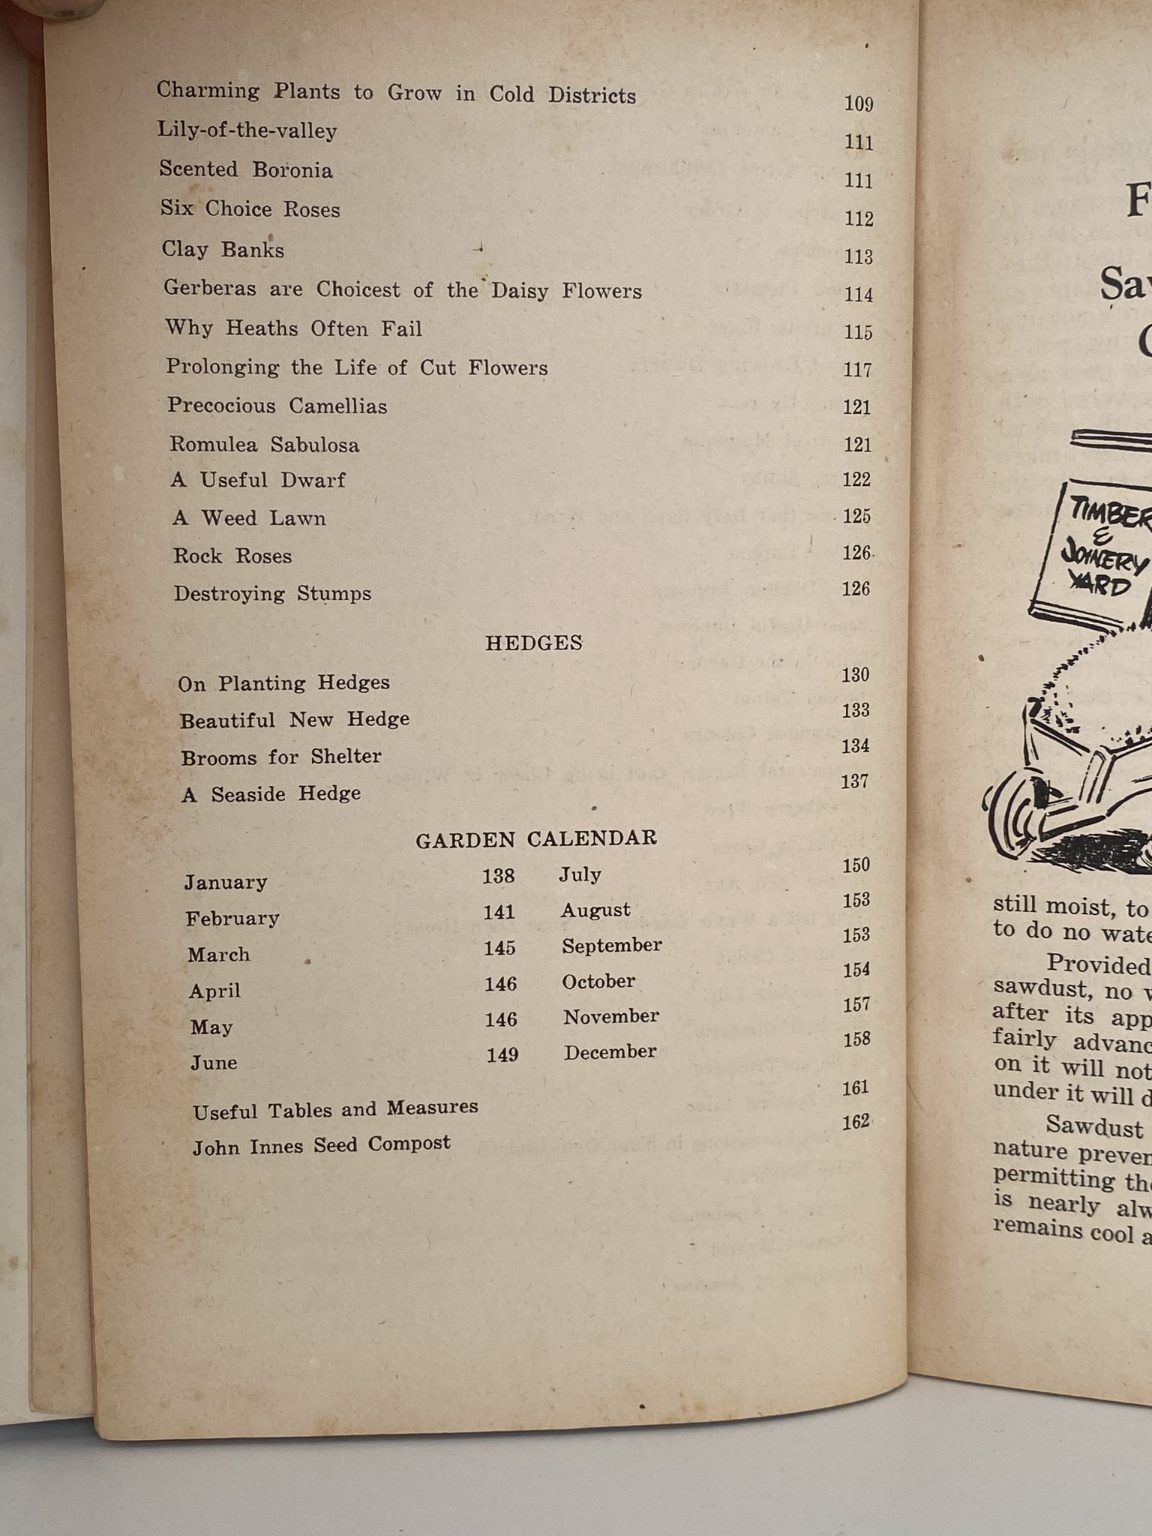 Charming Plants to Grow in Cold Districts 109
Lily-of-the-valley 111
Scented Boronia 111
Six Choice Roses 112
Clay Banks 113
Gerberas are Choicest of the Daisy Flowers 114
Why Heaths Often Fail 115
Prolonging the Life of Cut Flowers 117
Precocious Camellias 121
Romulea Sabulosa 121
A Useful Dwarf 122
A Weed Lawn 125
Rock Roses 126
Destroying Stumps 126
HEDGES
On Planting Hedges 130
Beautiful New Hedge 133
Brooms for Shelter 134
A Seaside Hedge 137
GARDEN CALENDAR
January 138 July 150
February 141 August 153
March 145 September 153
April 146 October 154
May 146 November 157
June 149 December 158
Useful Tables and Measures 161
John Innes Seed Compost 162
TIMBER
&
JOINERY
YARD
still moist, to
to do no
Provided
sawdust, no
after its
fairly
on it will not
under it will
Sawdust
nature
permitting
is nearly
remains cool